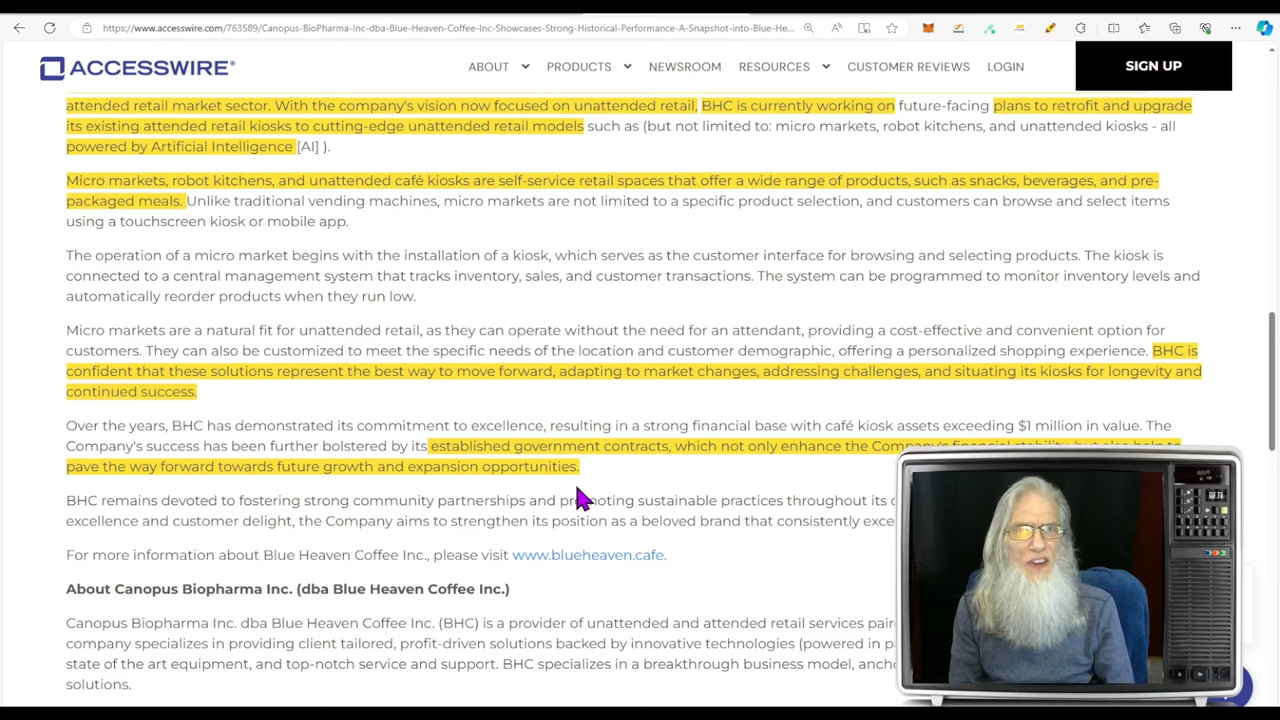 https://www.accesswire.com/763589/Canopus-BioPharma-Inc-dba-Blue-Heaven-Coffee-Inc-Showcases-Strong-Historical-Performance-A-Snapshot-into-Blue-He...
ACCESSWIRE®
ABOUT PRODUCTS NEWSROOM RESOURCES CUSTOMER REVIEWS LOGIN SIGN UP
attended retail market sector. With the company's vision now focused on unattended retail, BHC is currently working on future-facing plans to retrofit and upgrade
its existing attended retail kiosks to cutting-edge unattended retail models such as (but not limited to: micro markets, robot kitchens, and unattended kiosks - all
powered by Artificial Intelligence [AI] ).
Micro markets, robot kitchens, and unattended café kiosks are self-service retail spaces that offer a wide range of products, such as snacks, beverages, and pre-
packaged meals. Unlike traditional vending machines, micro markets are not limited to a specific product selection, and customers can browse and select items
using a touchscreen kiosk or mobile app.
The operation of a micro market begins with the installation of a kiosk, which serves as the customer interface for browsing and selecting products. The kiosk is
connected to a central management system that tracks inventory, sales, and customer transactions. The system can be programmed to monitor inventory levels and
automatically reorder products when they run low.
Micro markets are a natural fit for unattended retail, as they can operate without the need for an attendant, providing a cost-effective and convenient option for
customers. They can also be customized to meet the specific needs of the location and customer demographic, offering a personalized shopping experience. BHC is
confident that these solutions represent the best way to move forward, adapting to market changes, addressing challenges, and situating its kiosks for longevity and
continued success.
Over the years, BHC has demonstrated its commitment to excellence, resulting in a strong financial base with café kiosk assets exceeding $1 million in value. The
Company's success has been further bolstered by its established government contracts, which not only enhance the Company's financial stability, but also help to
pave the way forward towards future growth and expansion opportunities.
BHC remains devoted to fostering strong community partnerships and promoting sustainable practices throughout its
excellence and customer delight, the Company aims to strengthen its position as a beloved brand that consistently
For more information about Blue Heaven Coffee Inc., please visit www.blueheaven.cafe.
About Canopus Biopharma Inc. (dba Blue Heaven Coffee Inc.)
Canopus Biopharma Inc. dba Blue Heaven Coffee Inc. (BHC) is provider of unattended and attended retail services
company specializes in providing client tailored, profit-driven solutions backed by innovative technologies (powered in
state of the art equipment, and top-notch service and support. BHC specializes in a breakthrough business model,
solutions.